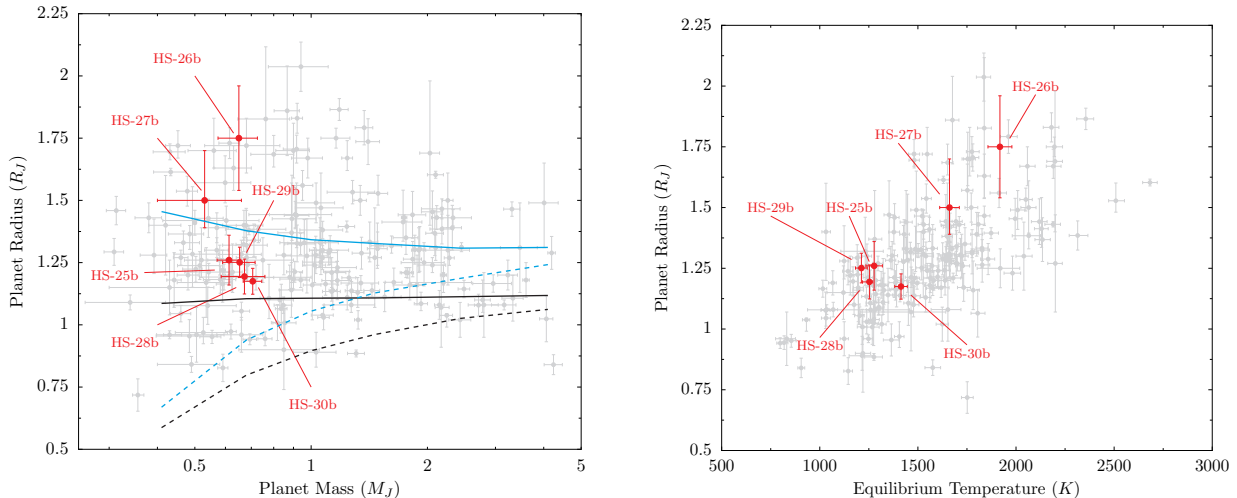 2.25
2
1.75
1.5
1.25
1
0.75
0.5
Planet Radius (R_J)
HS-26b
HS-27b
HS-29b
HS-25b
HS-28b
HS-30b
0.5 1 2 5
Planet Mass (M_J)
2.25
2
1.75
1.5
1.25
1
0.75
0.5
Planet Radius (R_J)
HS-26b
HS-27b
HS-29b HS-25b
HS-28b
HS-30b
500 1000 1500 2000 2500 3000
Equilibrium Temperature (K)